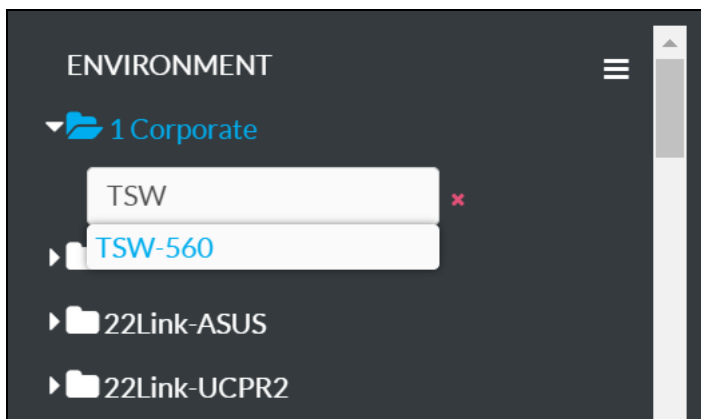 ENVIRONMENT
1 Corporate
TSW
TSW-560
22Link-ASUS
22Link-UCPR2